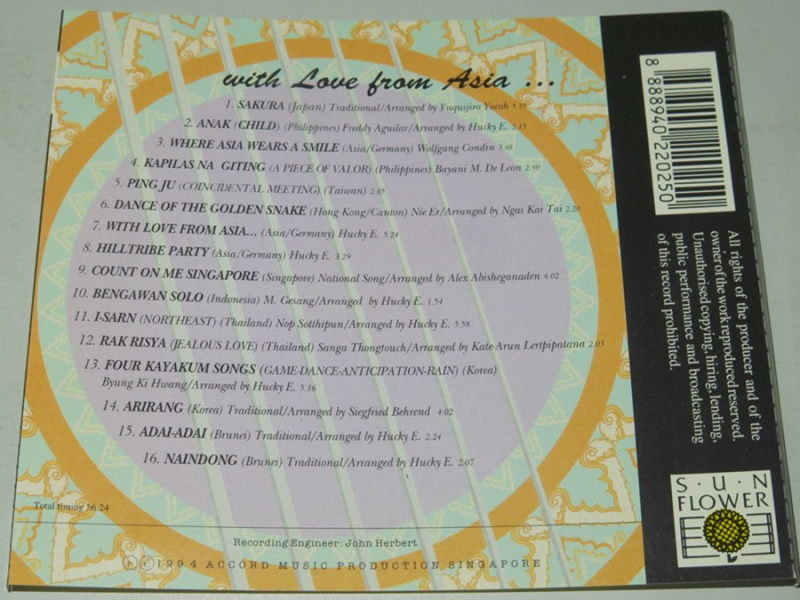 with Love from Asia ...
1. SAKURA (Japan) Traditional/Arranged by Yuquijiro Yocoh 5.35
2. ANAK (CHILD) (Philippines) Freddy Aguilar/Arranged by Hucky E. 2.15
3. WHERE ASIA WEARS A SMILE (Asia/Germany) Wolfgang Condin 3.48
4. KAPILAS NA GITING (A PIECE OF VALOR) (Philippines) Bayani M. De Leon 2.40
5. PING JU (COINCIDENTAL MEETING) (Taiwan) 2.05
6. DANCE OF THE GOLDEN SNAKE (Hong Kong/Canton) Nie Er/Arranged by Ngai Kai Tai 2.20
7. WITH LOVE FROM ASIA... (Asia/Germany) Hucky E. 5.24
8. HILLTRIBE PARTY (Asia/Germany) Hucky E. 3.29
9. COUNT ON ME SINGAPORE (Singapore) National Song/Arranged by Alex Abisheganaden 4.02
10. BENGAWAN SOLO (Indonesia) M. Gesang/Arranged by Hucky E. 1.54
11. I-SARN (NORTHEAST) (Thailand) Nop Sotthipun/Arranged by Hucky E. 5.58
12. RAK RISYA (JEALOUS LOVE) (Thailand) Sanga Thongtouch/Arranged by Kate-Arun Lertpipatana 2.03
13. FOUR KAYAKUM SONGS (GAME-DANCE-ANTICIPATION-RAIN) (Korea)
Byung Ki Hwang/Arranged by Hucky E. 5.16
14. ARIRANG (Korea) Traditional/Arranged by Siegfried Behrend 4.02
15. ADAI-ADAI (Brunei) Traditional/Arranged by Hucky E. 2.24
16. NAINDONG (Brunei) Traditional/Arranged by Hucky E. 2.07
Total timing 56 24
Recording Engineer: John Herbert
Ⓟ © 1994 ACCORD MUSIC PRODUCTION SINGAPORE
8 888940 220250
All rights of the producer and of the
owner of the work reproduced reserved.
Unauthorised copying, hiring, lending,
public performance and broadcasting
of this record prohibited.
S·U·N
FLOWER